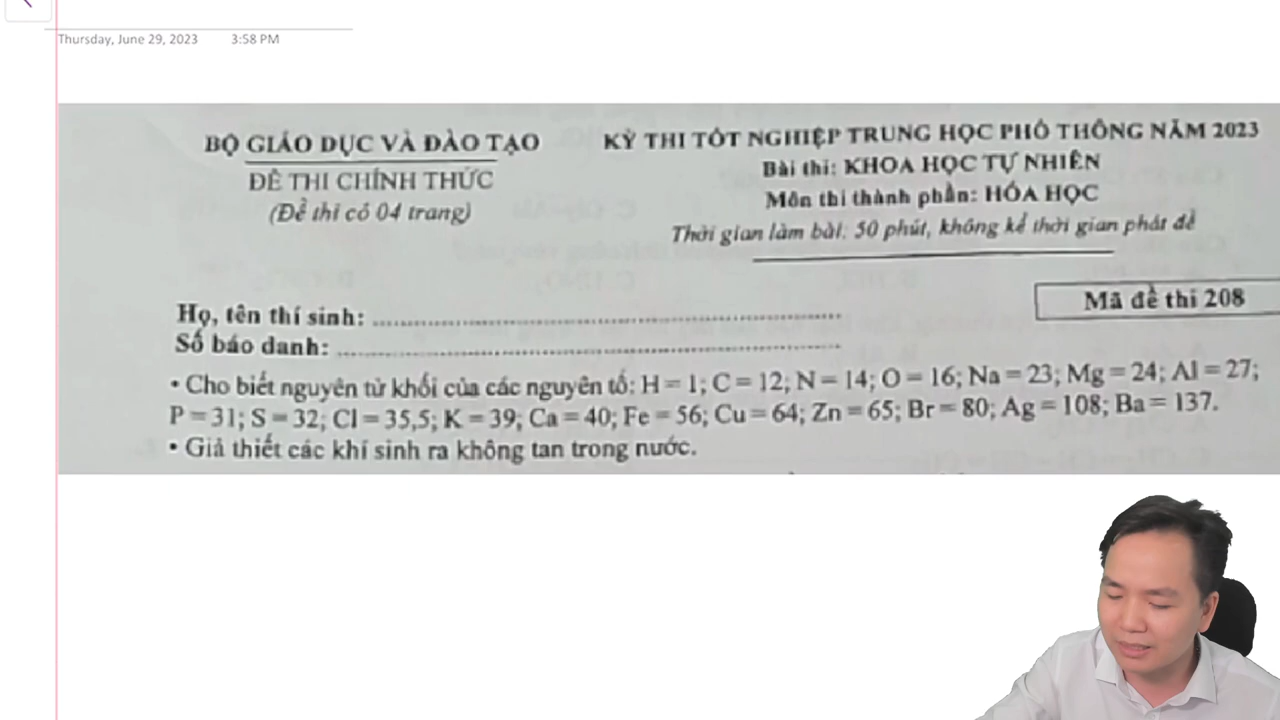 Thursday, June 29, 2023 3:58 PM
BỘ GIÁO DỤC VÀ ĐÀO TẠO
ĐỀ THI CHÍNH THỨC
(Đề thi có 04 trang)
KỲ THI TỐT NGHIỆP TRUNG HỌC PHỔ THÔNG NĂM 2023
Bài thi: KHOA HỌC TỰ NHIÊN
Môn thi thành phần: HÓA HỌC
Thời gian làm bài: 50 phút, không kể thời gian phát đề
Mã đề thi 208
Họ, tên thí sinh: ..........
Số báo danh: ..........
• Cho biết nguyên tử khối của các nguyên tố: H = 1; C = 12; N = 14; O = 16; Na = 23; Mg = 24; Al = 27;
P = 31; S = 32; Cl = 35,5; K = 39; Ca = 40; Fe = 56; Cu = 64; Zn = 65; Br = 80; Ag = 108; Ba = 137.
• Giả thiết các khí sinh ra không tan trong nước.